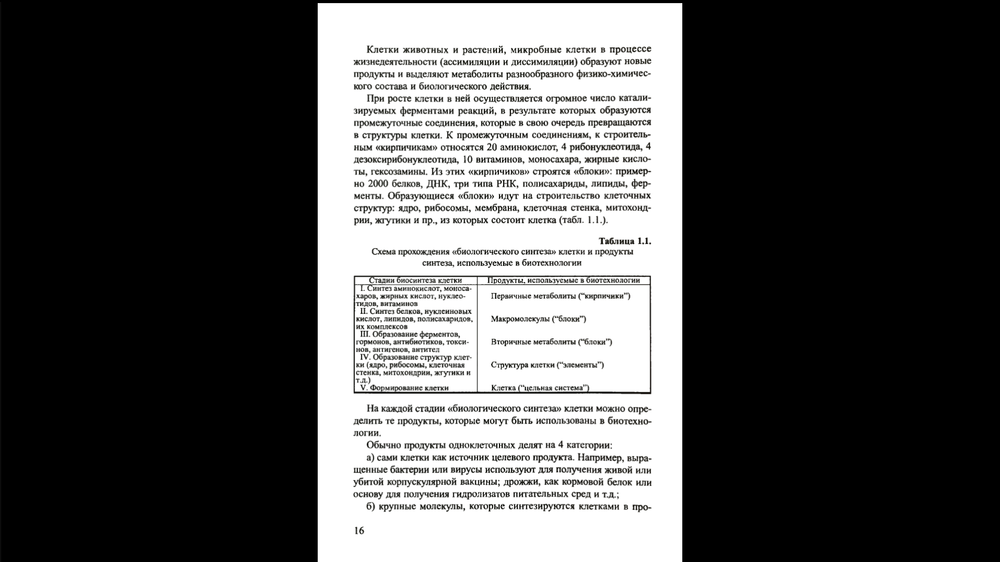 Клетки животных и растений, микробные клетки в процессе
жизнедеятельности (ассимиляции и диссимиляции) образуют новые
продукты и выделяют метаболиты разнообразного физико-химичес-
кого состава и биологического действия.
При росте клетки в ней осуществляется огромное число катали-
зируемых ферментами реакций, в результате которых образуются
промежуточные соединения, которые в свою очередь превращаются
в структуры клетки. К промежуточным соединениям, к строитель-
ным «кирпичикам» относятся 20 аминокислот, 4 рибонуклеотида, 4
дезоксирибонуклеотида, 10 витаминов, моносахара, жирные кисло-
ты, гексозамины. Из этих «кирпичиков» строятся «блоки»: пример-
но 2000 белков, ДНК, три типа РНК, полисахариды, липиды, фер-
менты. Образующиеся «блоки» идут на строительство клеточных
структур: ядро, рибосомы, мембрана, клеточная стенка, митохонд-
рии, жгутики и пр., из которых состоит клетка (табл. 1.1.).
Таблица 1.1.
Схема прохождения «биологического синтеза» клетки и продукты
синтеза, используемые в биотехнологии
Стадии биосинтеза клетки
Продукты, используемые в биотехнологии
I. Синтез аминокислот, моноса-
харов, жирных кислот, нуклео-
тидов, витаминов
Первичные метаболиты (“кирпичики”)
II. Синтез белков, нуклеиновых
кислот, липидов, полисахаридов,
их комплексов
Макромолекулы (“блоки”)
III. Образование ферментов,
гормонов, антибиотиков, токси-
нов, антигенов, антител
Вторичные метаболиты (“блоки”)
IV. Образование структур клет-
ки (ядро, рибосомы, клеточная
стенка, митохондрии, жгутики и
т.д.)
Структура клетки (“элементы”)
V. Формирование клетки
Клетка (“цельная система”)
На каждой стадии «биологического синтеза» клетки можно опре-
делить те продукты, которые могут быть использованы в биотехно-
логии.
Обычно продукты одноклеточных делят на 4 категории:
а) сами клетки как источник целевого продукта. Например, выра-
щенные бактерии или вирусы используют для получения живой или
убитой корпускулярной вакцины; дрожжи, как кормовой белок или
основу для получения гидролизатов питательных сред и т.д.;
б) крупные молекулы, которые синтезируются клетками в про-
16